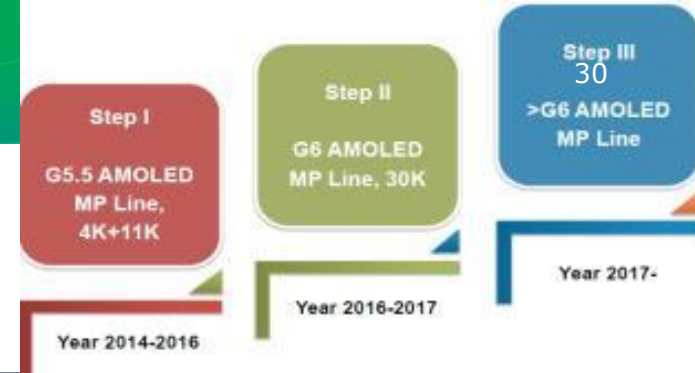 Step I
G5.5 AMOLED
MP Line,
4K+11K
Year 2014-2016
Step II
G6 AMOLED
MP Line, 30K
Year 2016-2017
Step III
30
>G6 AMOLED
MP Line
Year 2017-